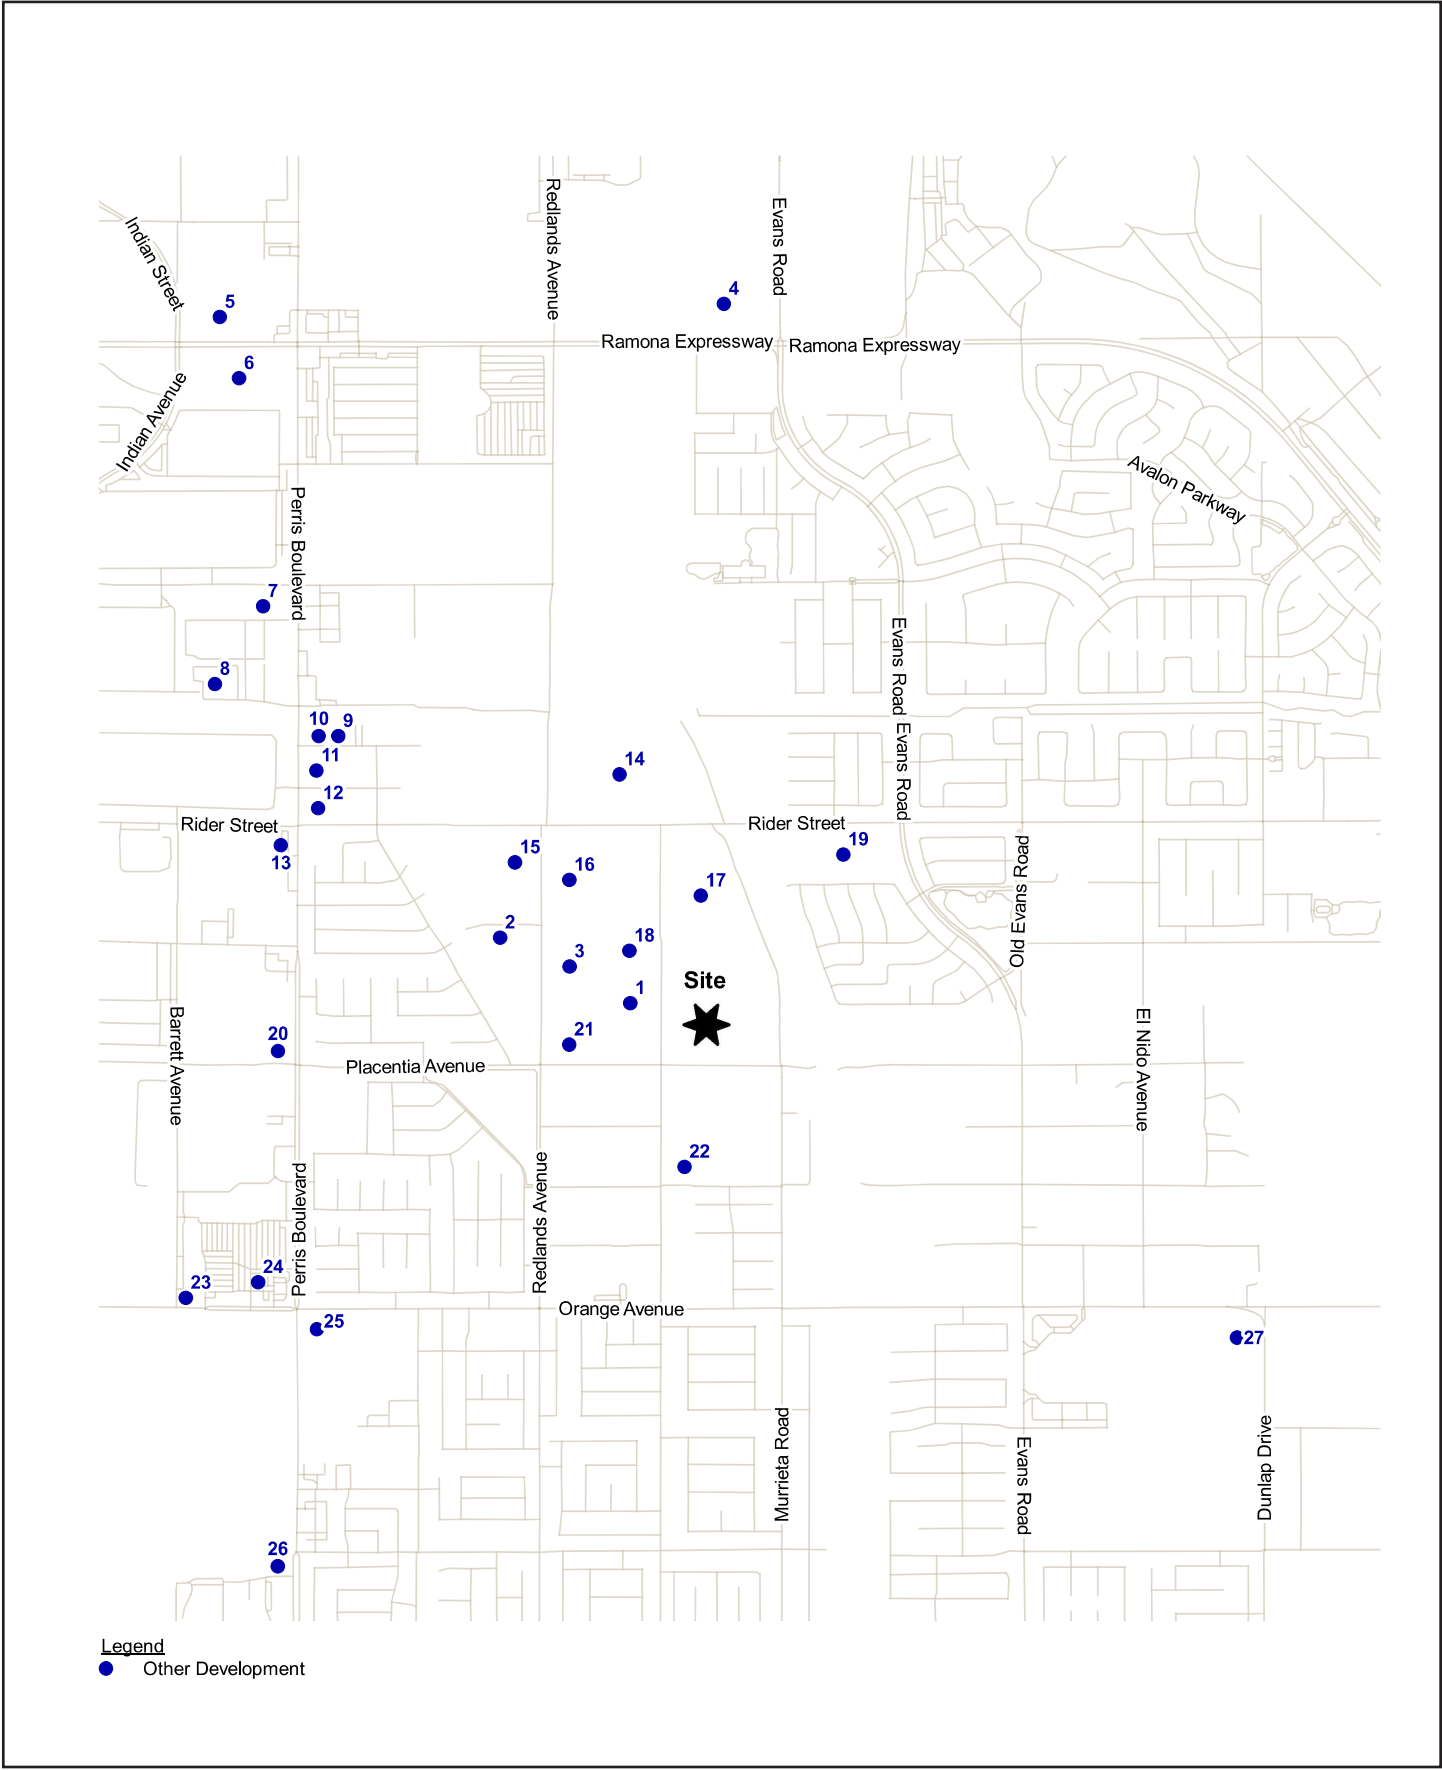 Redlands Avenue
Evans Road
Indian Street
4
5
Ramona Expressway
Ramona Expressway
6
Indian Avenue
Avalon Parkway
Perris Boulevard
7
Evans Road
8
10
9
Evans Road
11
14
12
Rider Street
Rider Street
13
19
15
16
Old Evans Road
17
2
18
3
Site
1
Barrett Avenue
El Nido Avenue
20
21
Placentia Avenue
22
Perris Boulevard
Redlands Avenue
24
23
Orange Avenue
25
27
Murrieta Road
Evans Road
Dunlap Drive
26
Legend
Other Development